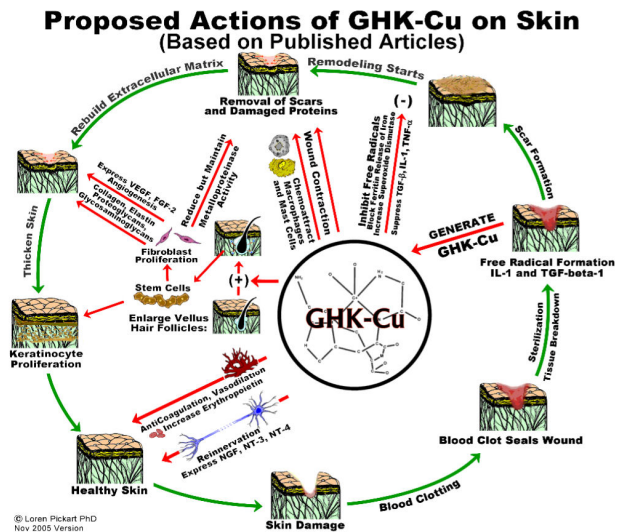 Proposed Actions of GHK-Cu on Skin
(Based on Published Articles)
Rebuild Extracellular Matrix
Remodeling Starts
Removal of Scars
and Damaged Proteins
(-)
Scar Formation
Inhibit Free Radicals
Block Ferritin Release of Iron
Increase Superoxide Dismutase
Suppress TGF-β, IL-1, TNF-α
Wound Contraction
Chemoattract
Macrophages
and Mast Cells
Reduce but Maintain
Metalloproteinase
Activity
Express VEGF, FGF-2
Angiogenesis
Collagen, Elastin
Proteoglycans,
Glycosaminoglycans
Fibroblast
Proliferation
GENERATE
GHK-Cu
Free Radical Formation
IL-1 and TGF-beta-1
Thicken Skin
(+)
Stem Cells
Enlarge Vellus
Hair Follicles:
GHK-Cu
Keratinocyte
Proliferation
Sterilization
Tissue Breakdown
AntiCoagulation, Vasodilation
Increase Erythropoietin
Reinnervation
Express NGF, NT-3, NT-4
Blood Clot Seals Wound
Healthy Skin
Blood Clotting
Skin Damage
© Loren Pickart PhD
Nov 2005 Version